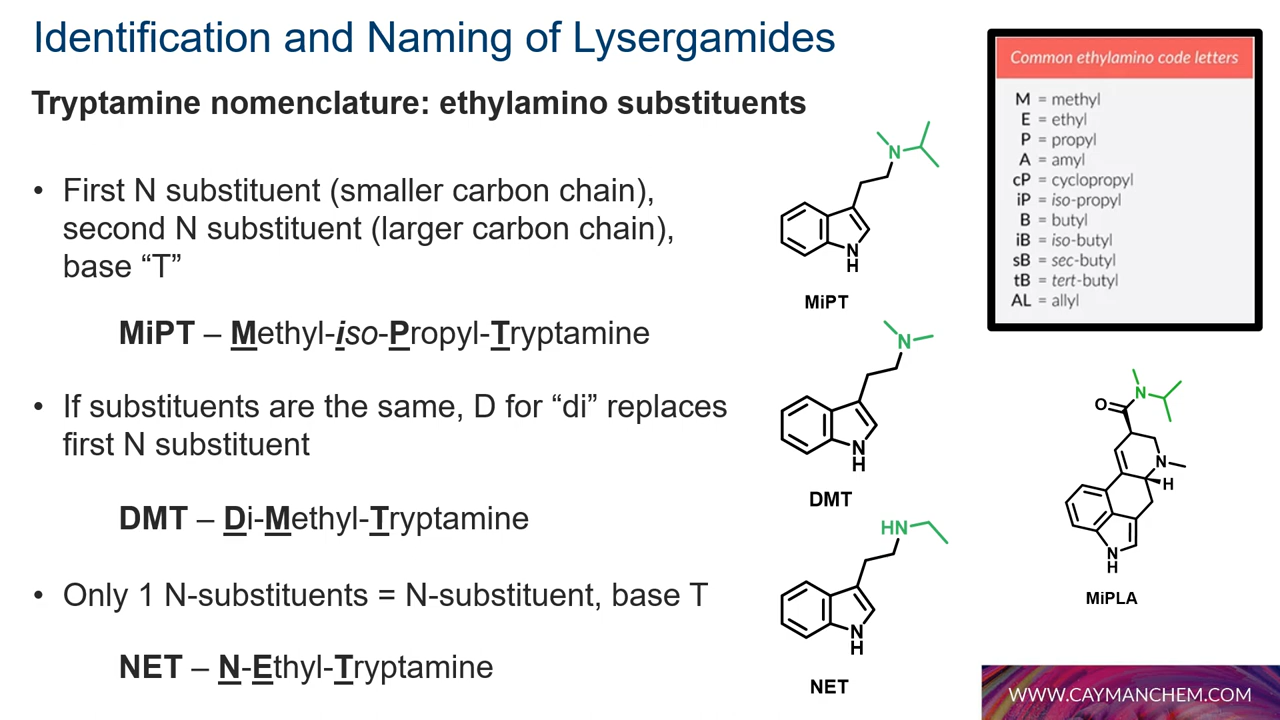 Identification and Naming of Lysergamides
Tryptamine nomenclature: ethylamino substituents
• First N substituent (smaller carbon chain),
second N substituent (larger carbon chain),
base “T”
MiPT – Methyl-iso-Propyl-Tryptamine
• If substituents are the same, D for “di” replaces
first N substituent
DMT – Di-Methyl-Tryptamine
• Only 1 N-substituents = N-substituent, base T
NET – N-Ethyl-Tryptamine
N
N
H
MiPT
N
N
H
DMT
HN
N
H
NET
Common ethylamino code letters
M = methyl
E = ethyl
P = propyl
A = amyl
cP = cyclopropyl
iP = iso-propyl
B = butyl
iB = iso-butyl
sB = sec-butyl
tB = tert-butyl
AL = allyl
N
O
N
H
N
H
MiPLA
WWW.CAYMANCHEM.COM